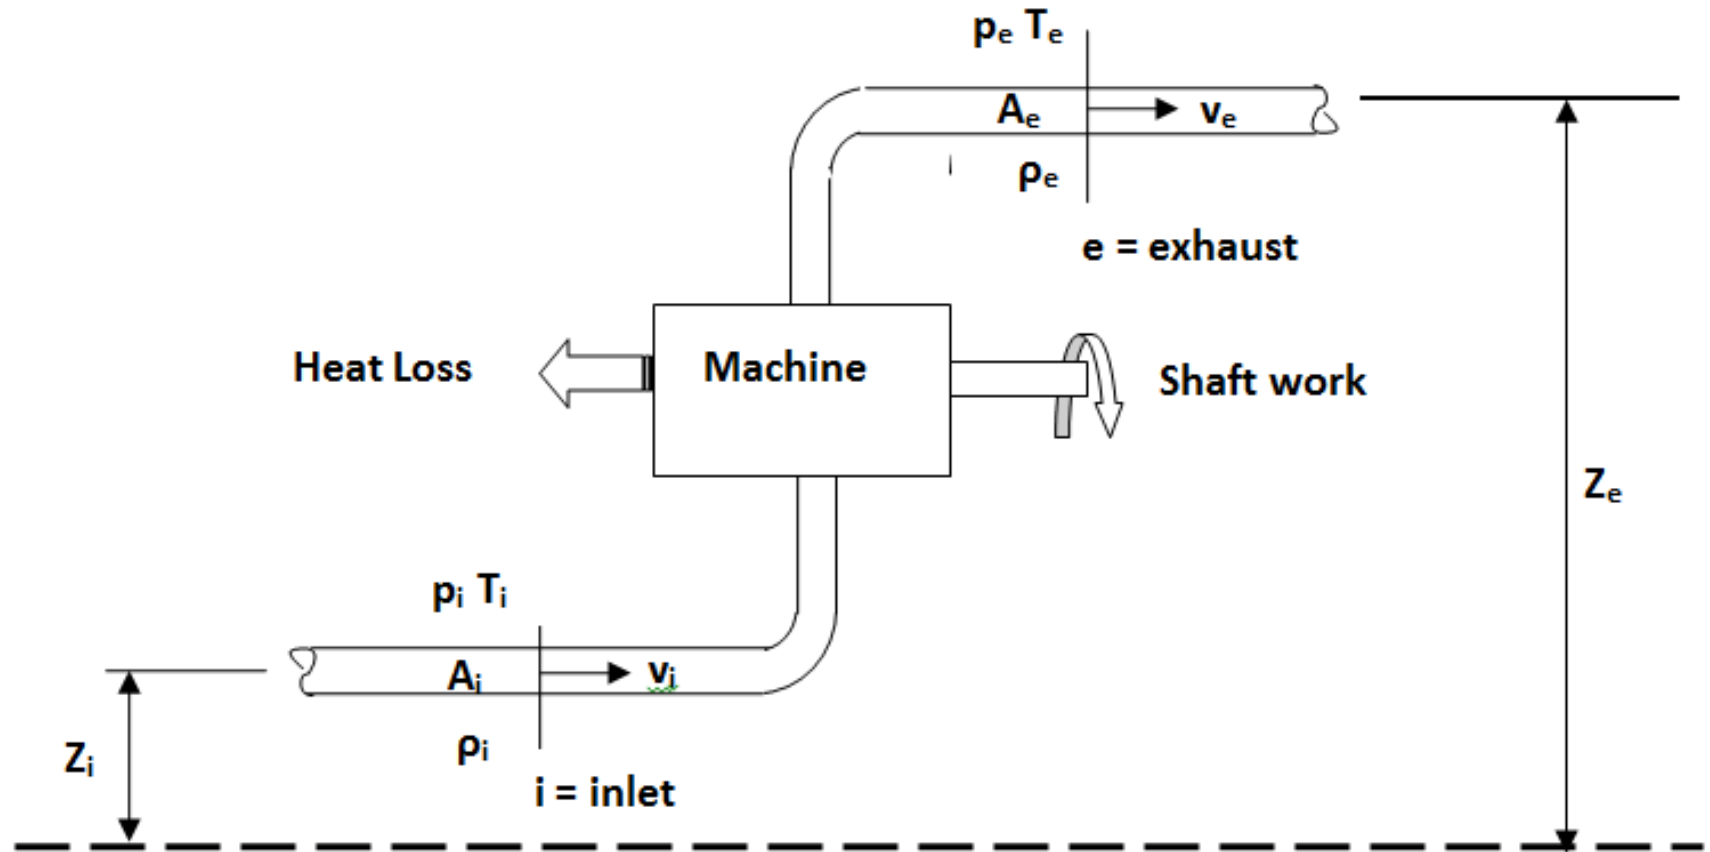 pₑ Tₑ
Aₑ
vₑ
ρₑ
e = exhaust
Heat Loss
Machine
Shaft work
Zₑ
pᵢ Tᵢ
Aᵢ
vᵢ
ρᵢ
Zᵢ
i = inlet